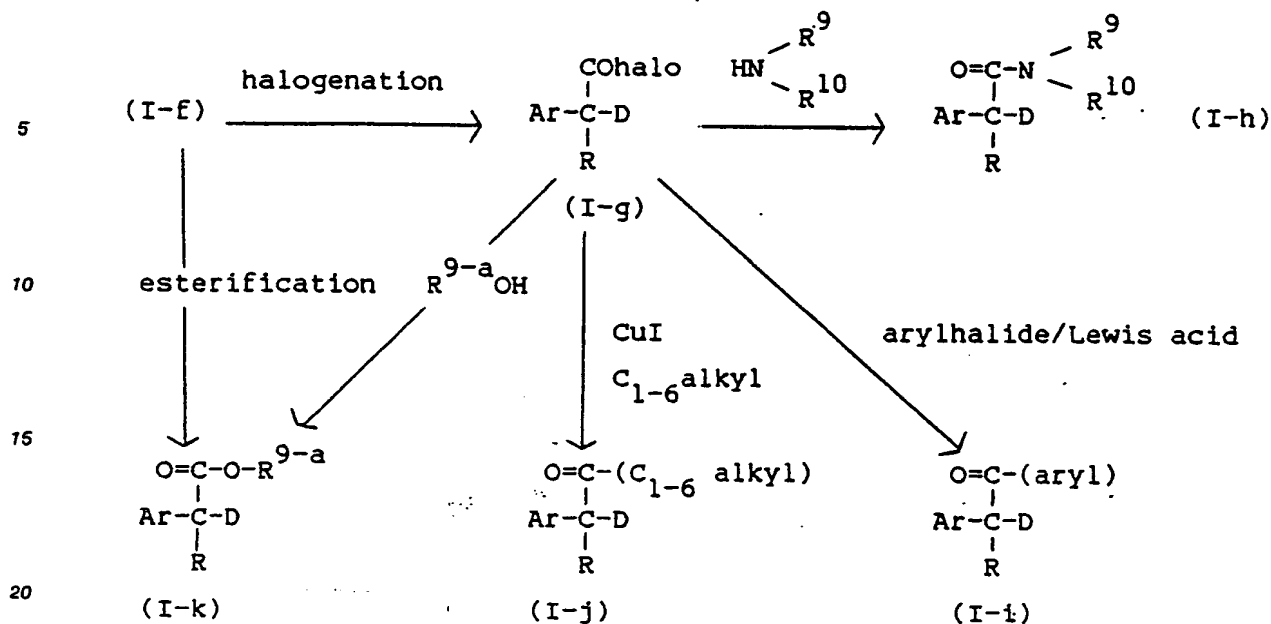 R⁹
COhalo HN R⁹
halogenation R¹⁰ O=C-N
(I-f) Ar-C-D R¹⁰
5 Ar-C-D (I-h)
R R
(I-g)
10 esterification R⁹⁻ᵃOH
CuI arylhalide/Lewis acid
C₁₋₆alkyl
15
O=C-O-R⁹⁻ᵃ O=C-(C₁₋₆ alkyl) O=C-(aryl)
Ar-C-D Ar-C-D Ar-C-D
R R R
20 (I-k) (I-j) (I-i)